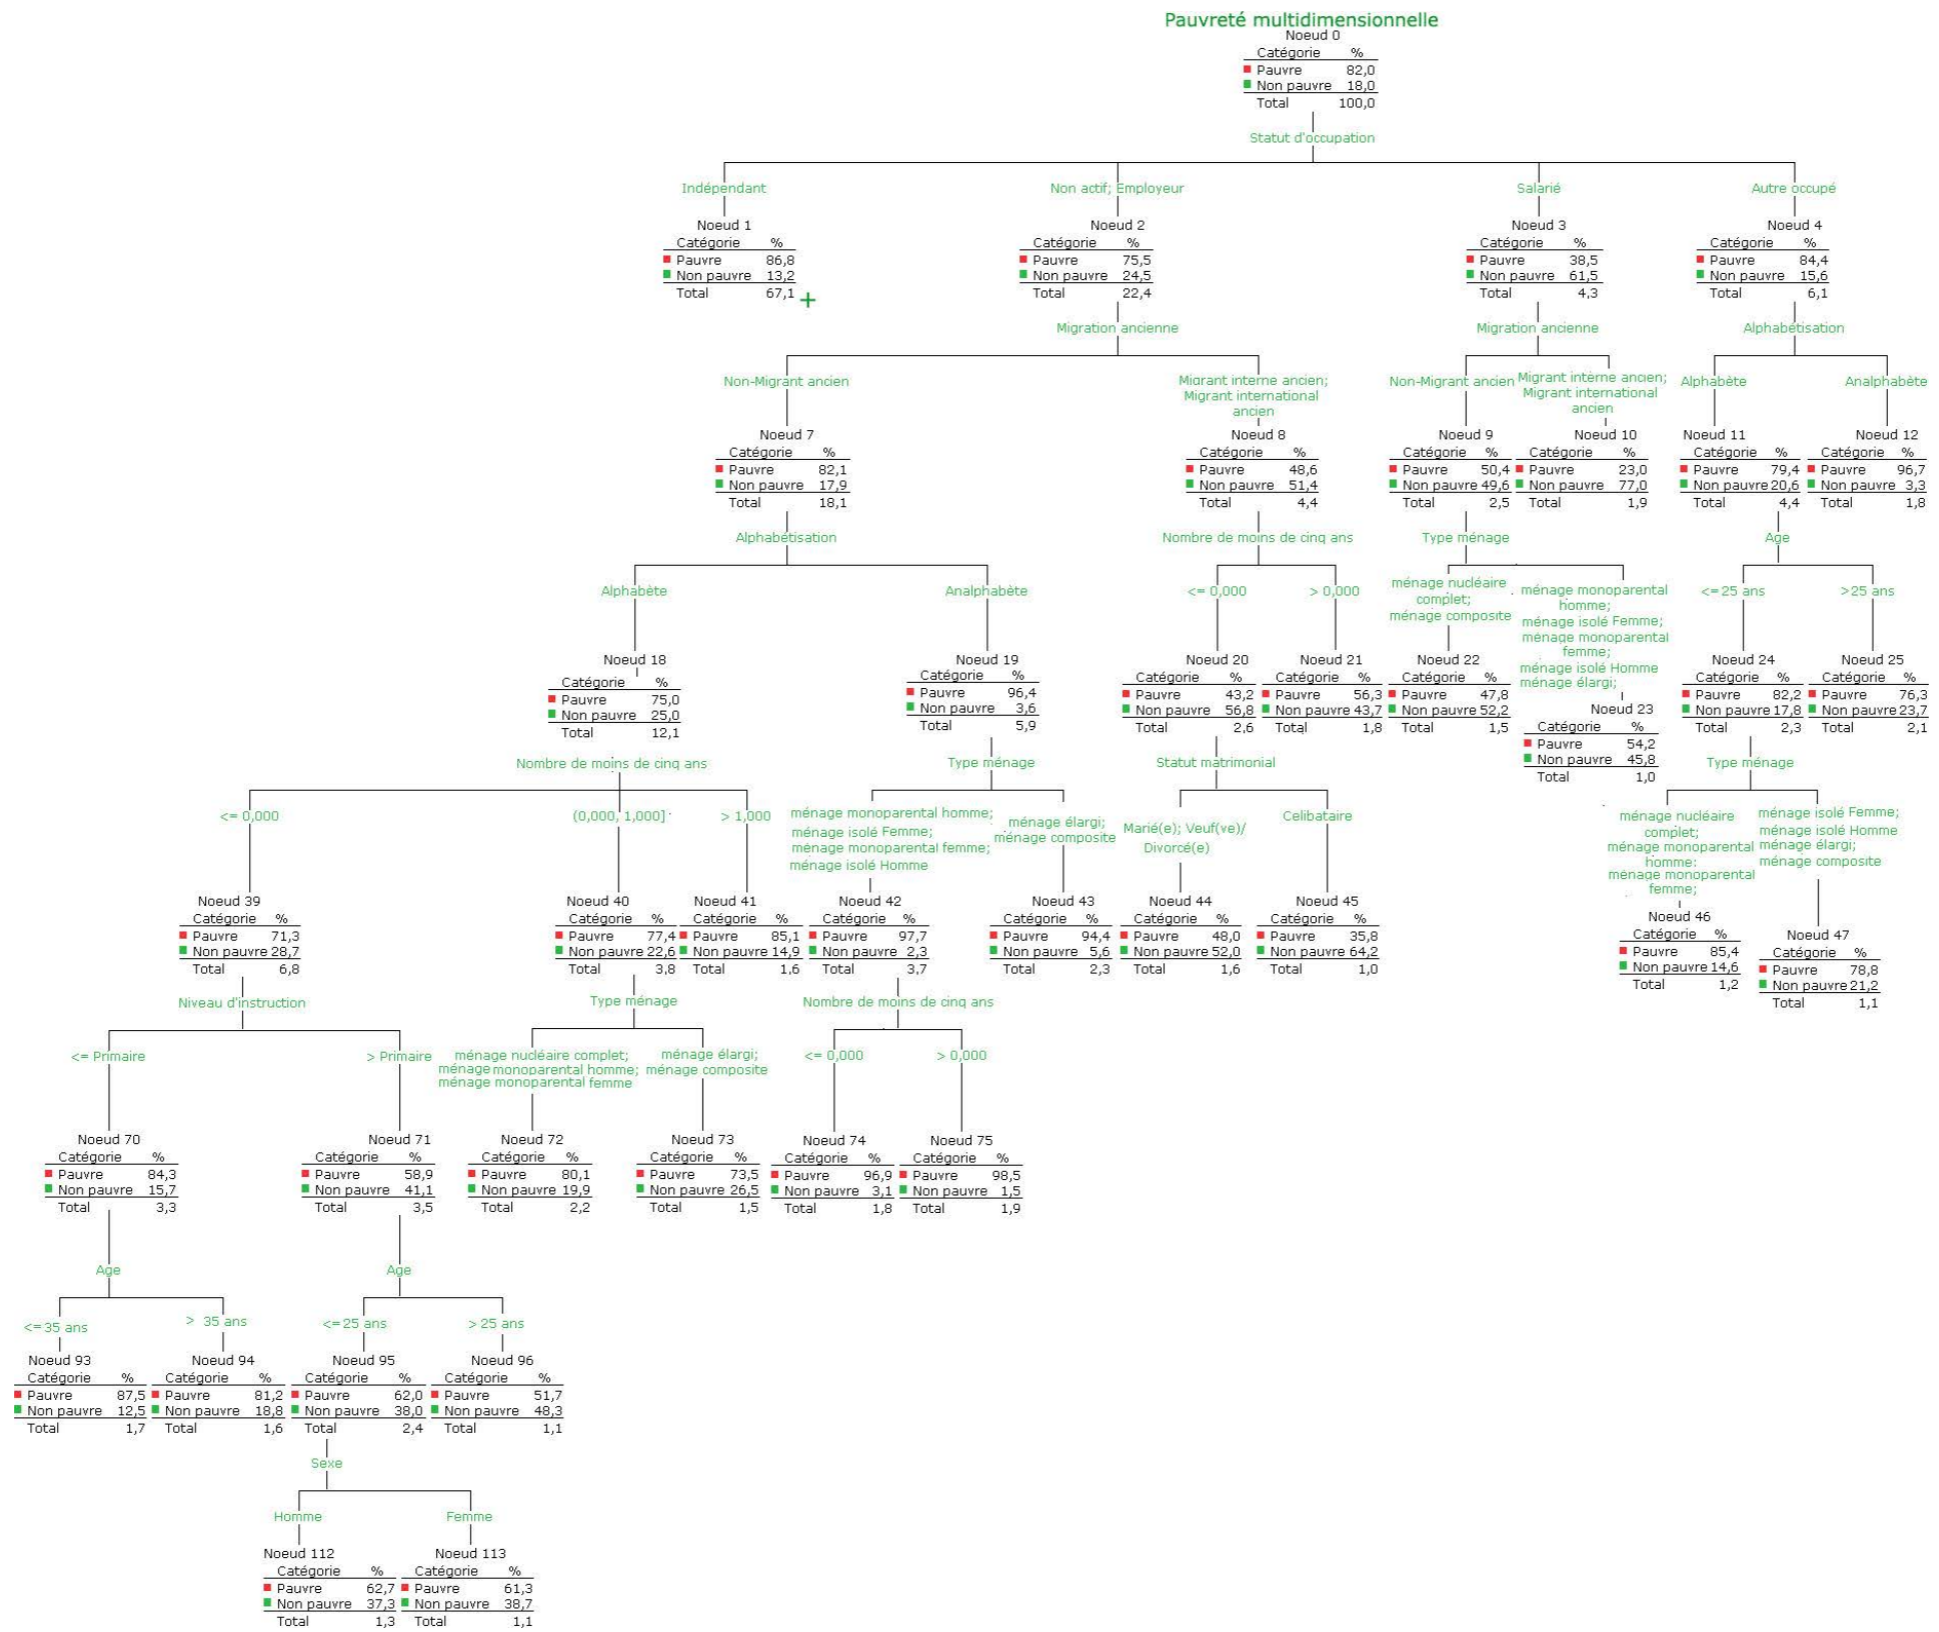 Pauvreté multidimensionnelle
Noeud 0
Catégorie %
Pauvre 82,0
Non pauvre 18,0
Total 100,0
Statut d'occupation
Indépendant
Noeud 1
Catégorie %
Pauvre 86,8
Non pauvre 13,2
Total 67,1
+
Non actif; Employeur
Noeud 2
Catégorie %
Pauvre 75,5
Non pauvre 24,5
Total 22,4
Migration ancienne
Salarié
Noeud 3
Catégorie %
Pauvre 38,5
Non pauvre 61,5
Total 4,3
Migration ancienne
Autre occupé
Noeud 4
Catégorie %
Pauvre 84,4
Non pauvre 15,6
Total 6,1
Alphabétisation
Non-Migrant ancien
Noeud 7
Catégorie %
Pauvre 82,1
Non pauvre 17,9
Total 18,1
Alphabétisation
Migrant interne ancien;
Migrant international
ancien
Noeud 8
Catégorie %
Pauvre 48,6
Non pauvre 51,4
Total 4,4
Nombre de moins de cinq ans
Non-Migrant ancien
Noeud 9
Catégorie %
Pauvre 50,4
Non pauvre 49,6
Total 2,5
Type ménage
Migrant interne ancien;
Migrant international
ancien
Noeud 10
Catégorie %
Pauvre 23,0
Non pauvre 77,0
Total 1,9
Alphabète
Noeud 11
Catégorie %
Pauvre 79,4
Non pauvre 20,6
Total 4,4
Age
Analphabète
Noeud 12
Catégorie %
Pauvre 96,7
Non pauvre 3,3
Total 1,8
Alphabète
Noeud 18
Catégorie %
Pauvre 75,0
Non pauvre 25,0
Total 12,1
Nombre de moins de cinq ans
Analphabète
Noeud 19
Catégorie %
Pauvre 96,4
Non pauvre 3,6
Total 5,9
Type ménage
<= 0,000
Noeud 20
Catégorie %
Pauvre 43,2
Non pauvre 56,8
Total 2,6
Statut matrimonial
> 0,000
Noeud 21
Catégorie %
Pauvre 56,3
Non pauvre 43,7
Total 1,8
ménage nucléaire
complet;
ménage composite
Noeud 22
Catégorie %
Pauvre 47,8
Non pauvre 52,2
Total 1,5
ménage monoparental
homme;
ménage isolé Femme;
ménage monoparental
femme;
ménage isolé Homme
ménage élargi;
Noeud 23
Catégorie %
Pauvre 54,2
Non pauvre 45,8
Total 1,0
<=25 ans
Noeud 24
Catégorie %
Pauvre 82,2
Non pauvre 17,8
Total 2,3
Type ménage
>25 ans
Noeud 25
Catégorie %
Pauvre 76,3
Non pauvre 23,7
Total 2,1
<= 0,000
Noeud 39
Catégorie %
Pauvre 71,3
Non pauvre 28,7
Total 6,8
Niveau d'instruction
(0,000, 1,000]
Noeud 40
Catégorie %
Pauvre 77,4
Non pauvre 22,6
Total 3,8
Type ménage
> 1,000
Noeud 41
Catégorie %
Pauvre 85,1
Non pauvre 14,9
Total 1,6
ménage monoparental homme;
ménage isolé Femme;
ménage monoparental femme;
ménage isolé Homme
Noeud 42
Catégorie %
Pauvre 97,7
Non pauvre 2,3
Total 3,7
Nombre de moins de cinq ans
ménage élargi;
ménage composite
Noeud 43
Catégorie %
Pauvre 94,4
Non pauvre 5,6
Total 2,3
Marié(e); Veuf(ve)/
Divorcé(e)
Noeud 44
Catégorie %
Pauvre 48,0
Non pauvre 52,0
Total 1,6
Celibataire
Noeud 45
Catégorie %
Pauvre 35,8
Non pauvre 64,2
Total 1,0
ménage nucléaire
complet;
ménage monoparental
homme:
ménage monoparental
femme;
Noeud 46
Catégorie %
Pauvre 85,4
Non pauvre 14,6
Total 1,2
ménage isolé Femme;
ménage isolé Homme
ménage élargi;
ménage composite
Noeud 47
Catégorie %
Pauvre 78,8
Non pauvre 21,2
Total 1,1
<= Primaire
Noeud 70
Catégorie %
Pauvre 84,3
Non pauvre 15,7
Total 3,3
Age
> Primaire
Noeud 71
Catégorie %
Pauvre 58,9
Non pauvre 41,1
Total 3,5
Age
ménage nucléaire complet;
ménage monoparental homme;
ménage monoparental femme
Noeud 72
Catégorie %
Pauvre 80,1
Non pauvre 19,9
Total 2,2
ménage élargi;
ménage composite
Noeud 73
Catégorie %
Pauvre 73,5
Non pauvre 26,5
Total 1,5
<= 0,000
Noeud 74
Catégorie %
Pauvre 96,9
Non pauvre 3,1
Total 1,8
> 0,000
Noeud 75
Catégorie %
Pauvre 98,5
Non pauvre 1,5
Total 1,9
<=35 ans
Noeud 93
Catégorie %
Pauvre 87,5
Non pauvre 12,5
Total 1,7
> 35 ans
Noeud 94
Catégorie %
Pauvre 81,2
Non pauvre 18,8
Total 1,6
<=25 ans
Noeud 95
Catégorie %
Pauvre 62,0
Non pauvre 38,0
Total 2,4
Sexe
>25 ans
Noeud 96
Catégorie %
Pauvre 51,7
Non pauvre 48,3
Total 1,1
Homme
Noeud 112
Catégorie %
Pauvre 62,7
Non pauvre 37,3
Total 1,3
Femme
Noeud 113
Catégorie %
Pauvre 61,3
Non pauvre 38,7
Total 1,1